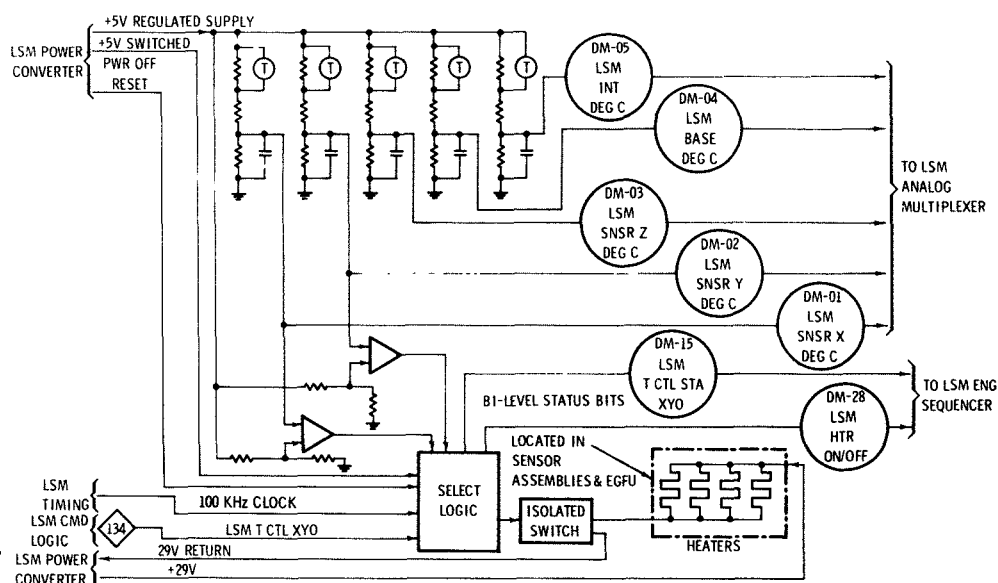 +5V REGULATED SUPPLY
LSM POWER
CONVERTER
+5V SWITCHED
PWR OFF
RESET
T
T
T
T
T
DM-05
LSM
INT
DEG C
DM-04
LSM
BASE
DEG C
DM-03
LSM
SNSR Z
DEG C
DM-02
LSM
SNSR Y
DEG C
DM-01
LSM
SNSR X
DEG C
TO LSM
ANALOG
MULTIPLEXER
DM-15
LSM
T CTL STA
XYO
BI-LEVEL STATUS BITS
DM-28
LSM
HTR
ON/OFF
TO LSM ENG
SEQUENCER
LOCATED IN
SENSOR
ASSEMBLIES & EGFU
SELECT
LOGIC
ISOLATED
SWITCH
HEATERS
LSM
TIMING
100 KHz CLOCK
LSM CMD
LOGIC
134
LSM T CTL XYO
LSM POWER
CONVERTER
29V RETURN
+29V